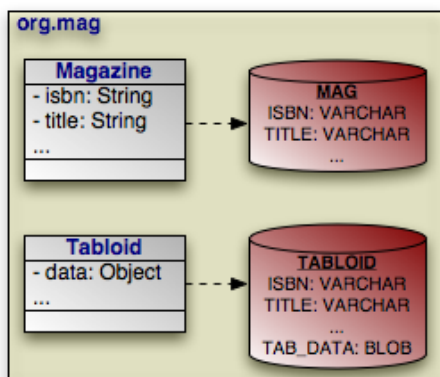 org.mag
Magazine
- isbn: String
- title: String
...
MAG
ISBN: VARCHAR
TITLE: VARCHAR
...
Tabloid
- data: Object
...
TABLOID
ISBN: VARCHAR
TITLE: VARCHAR
...
TAB_DATA: BLOB